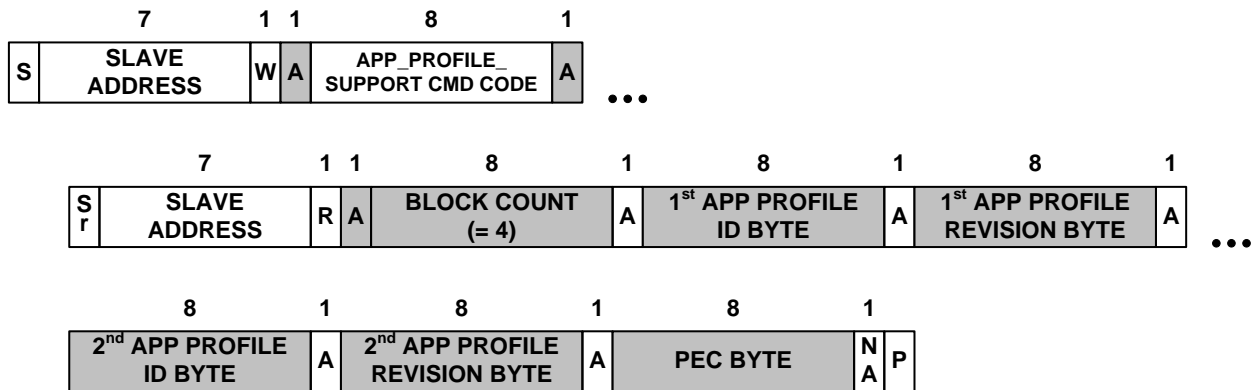 7 1 1 8 1
S SLAVE ADDRESS W A APP_PROFILE_ SUPPORT CMD CODE A ...
7 1 1 8 1 8 1 8 1
Sr SLAVE ADDRESS R A BLOCK COUNT (= 4) A 1st APP PROFILE ID BYTE A 1st APP PROFILE REVISION BYTE A ...
8 1 8 1 8 1
2nd APP PROFILE ID BYTE A 2nd APP PROFILE REVISION BYTE A PEC BYTE NA P